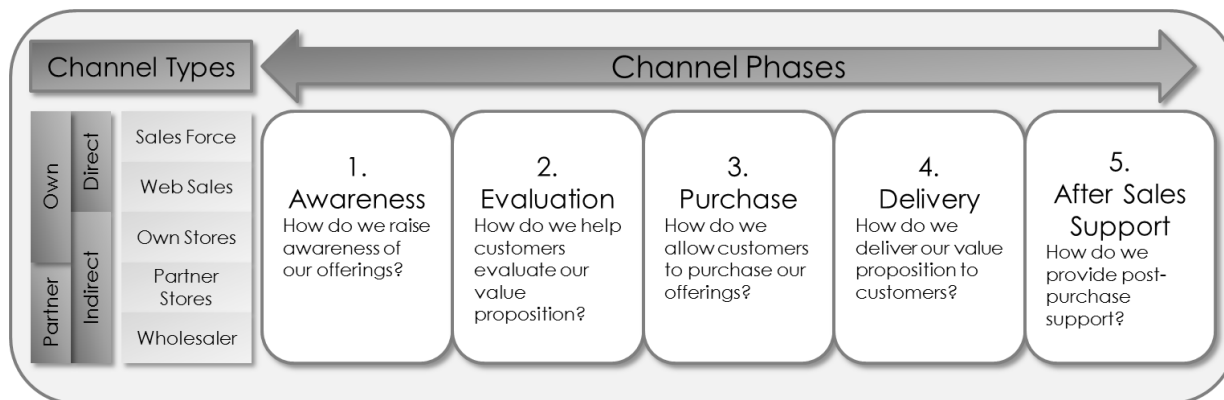 Channel Types
Channel Phases
Own
Partner
Direct
Indirect
Sales Force
Web Sales
Own Stores
Partner
Stores
Wholesaler
1.
Awareness
How do we raise
awareness of
our offerings?
2.
Evaluation
How do we help
customers
evaluate our
value
proposition?
3.
Purchase
How do we
allow customers
to purchase our
offerings?
4.
Delivery
How do we
deliver our value
proposition to
customers?
5.
After Sales
Support
How do we
provide post-
purchase
support?